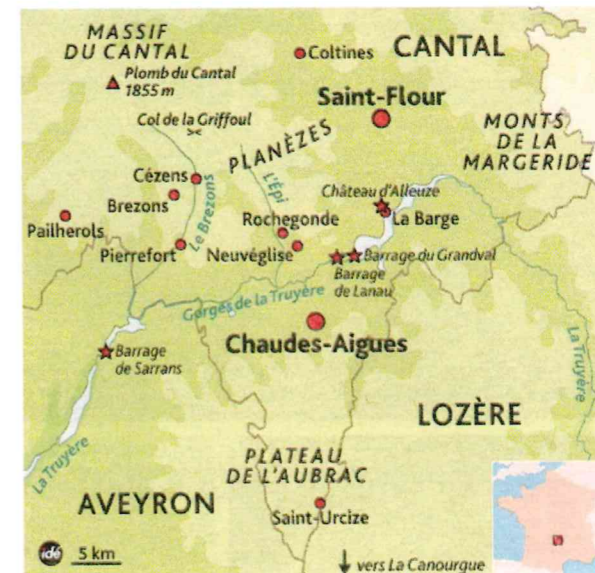 MASSIF
DU CANTAL
Plomb du Cantal
1855 m
Coltines
CANTAL
Saint-Flour
Col de la Griffoul
PLANÈZES
MONTS
DE LA
MARGERIDE
Cézens
Brezons
Le Brezons
L'Épi
Château d'Alleuze
La Barge
Pailherols
Rochegonde
Pierrefort
Neuvéglise
Barrage du Grandval
Barrage
de Lanau
Gorges de la Truyère
Chaudes-Aigues
La Truyère
Barrage
de Sarrans
LOZÈRE
La Truyère
PLATEAU
DE L'AUBRAC
AVEYRON
Saint-Urcize
idé
5 km
vers La Canourgue